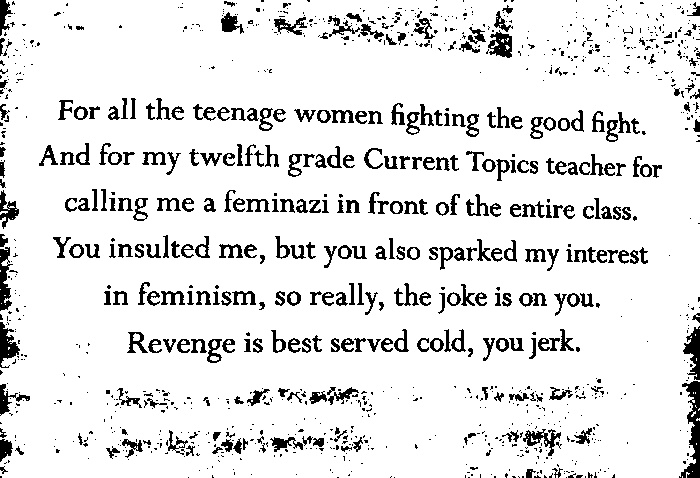 For all the teenage women fighting the good fight.
And for my twelfth grade Current Topics teacher for
calling me a feminazi in front of the entire class.
You insulted me, but you also sparked my interest
in feminism, so really, the joke is on you.
Revenge is best served cold, you jerk.